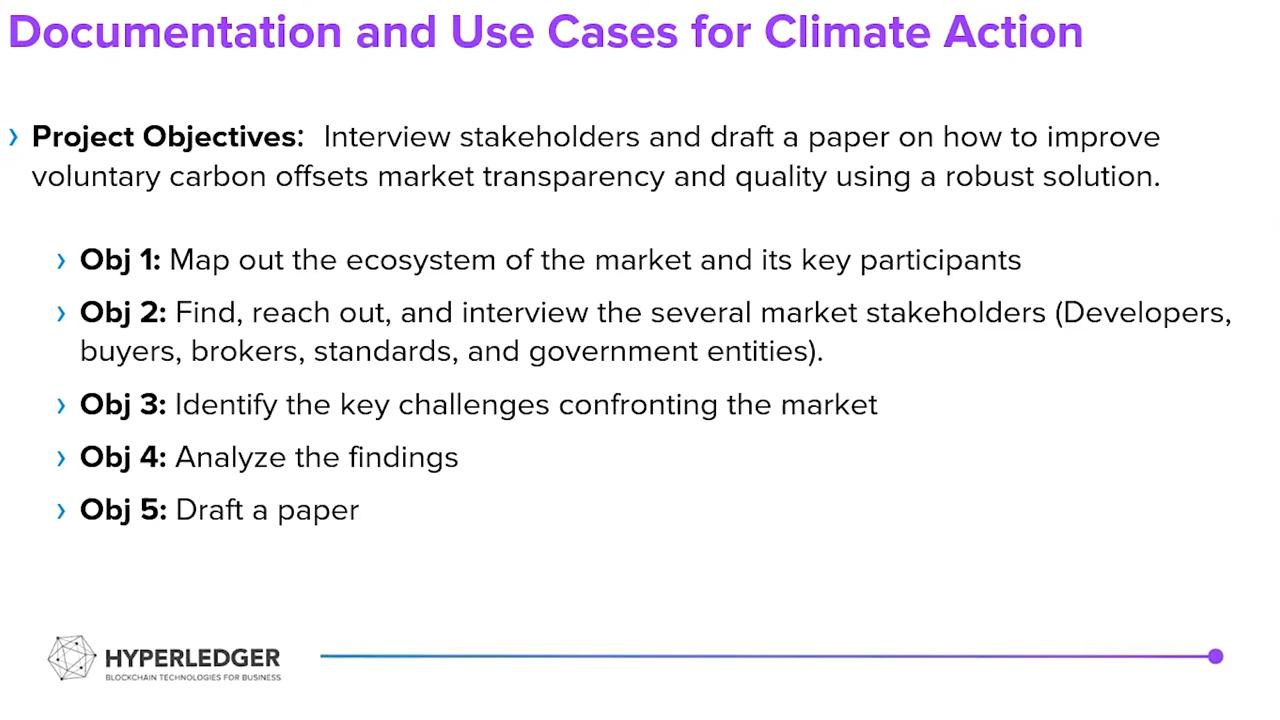 Documentation and Use Cases for Climate Action
› Project Objectives: Interview stakeholders and draft a paper on how to improve
voluntary carbon offsets market transparency and quality using a robust solution.
› Obj 1: Map out the ecosystem of the market and its key participants
› Obj 2: Find, reach out, and interview the several market stakeholders (Developers,
buyers, brokers, standards, and government entities).
› Obj 3: Identify the key challenges confronting the market
› Obj 4: Analyze the findings
› Obj 5: Draft a paper
HYPERLEDGER
BLOCKCHAIN TECHNOLOGIES FOR BUSINESS